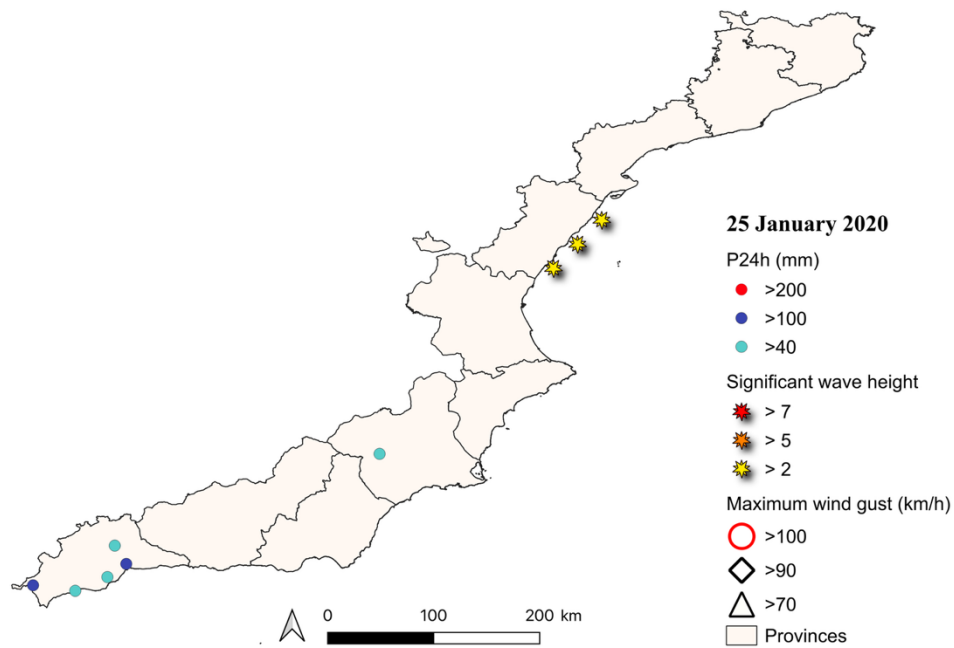 25 January 2020
P24h (mm)
>200
>100
>40
Significant wave height
> 7
> 5
> 2
Maximum wind gust (km/h)
>100
>90
>70
Provinces
0 100 200 km